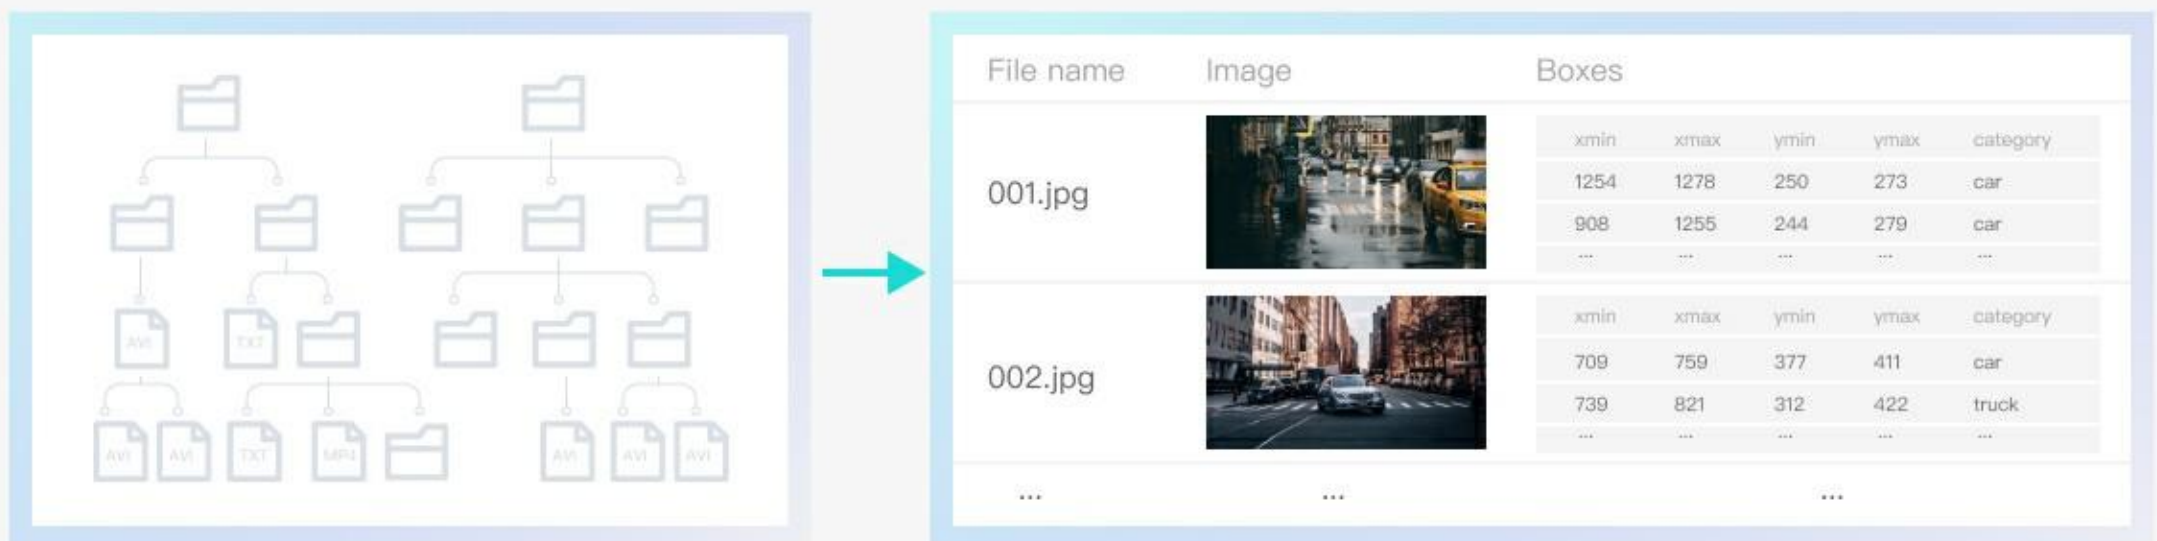 AVI
TXT
AVI
AVI
TXT
MP4
AVI
AVI
AVI
File name Image Boxes
001.jpg
xmin xmax ymin ymax category
1254 1278 250 273 car
908 1255 244 279 car
... ... ... ... ...
002.jpg
xmin xmax ymin ymax category
709 759 377 411 car
739 821 312 422 truck
... ... ... ... ...
... ... ...